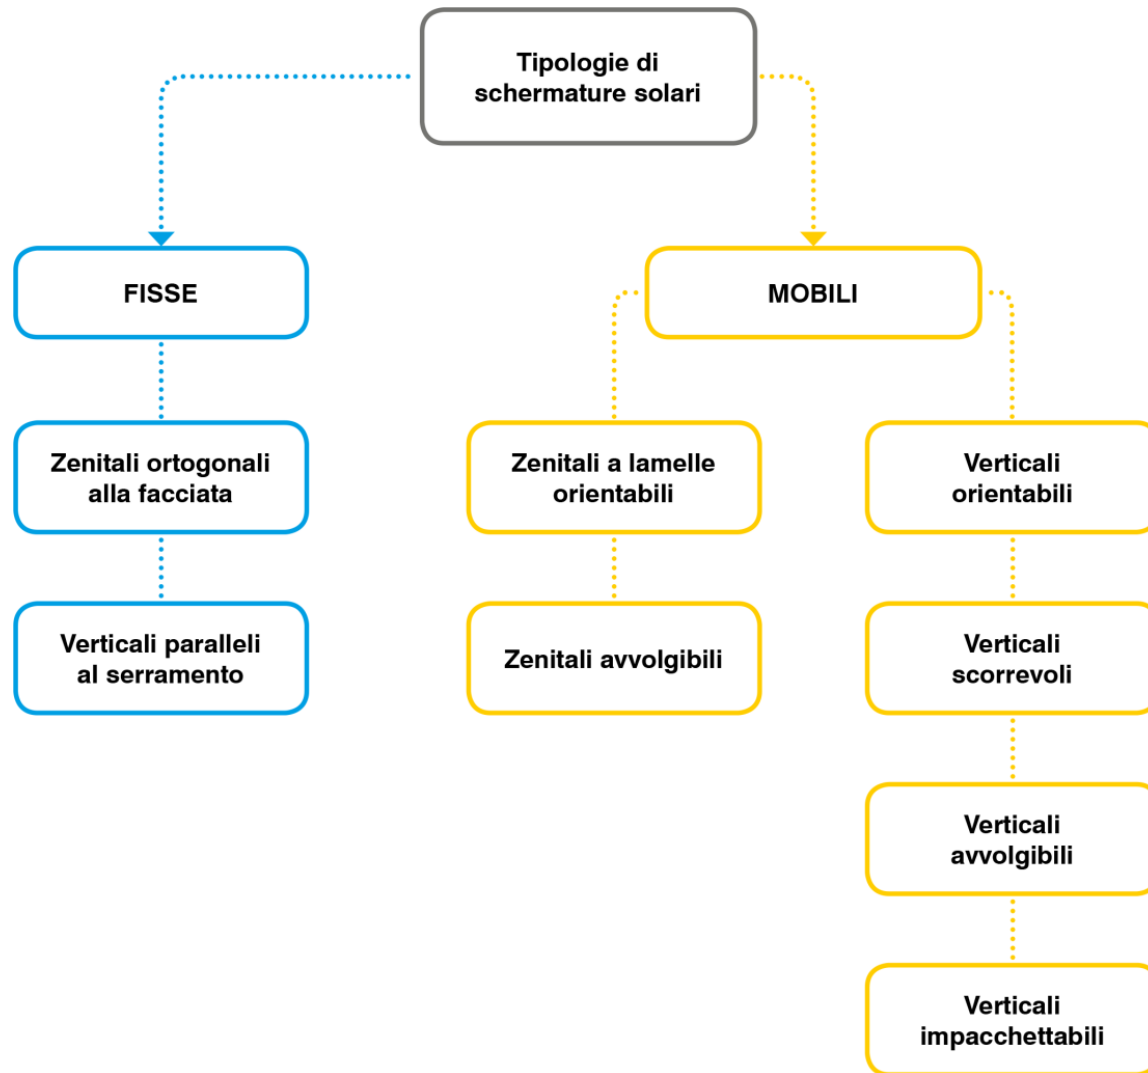 Tipologie di
schermature solari
FISSE
MOBILI
Zenitali ortogonali
alla facciata
Zenitali a lamelle
orientabili
Verticali
orientabili
Verticali paralleli
al serramento
Zenitali avvolgibili
Verticali
scorrevoli
Verticali
avvolgibili
Verticali
impacchettabili